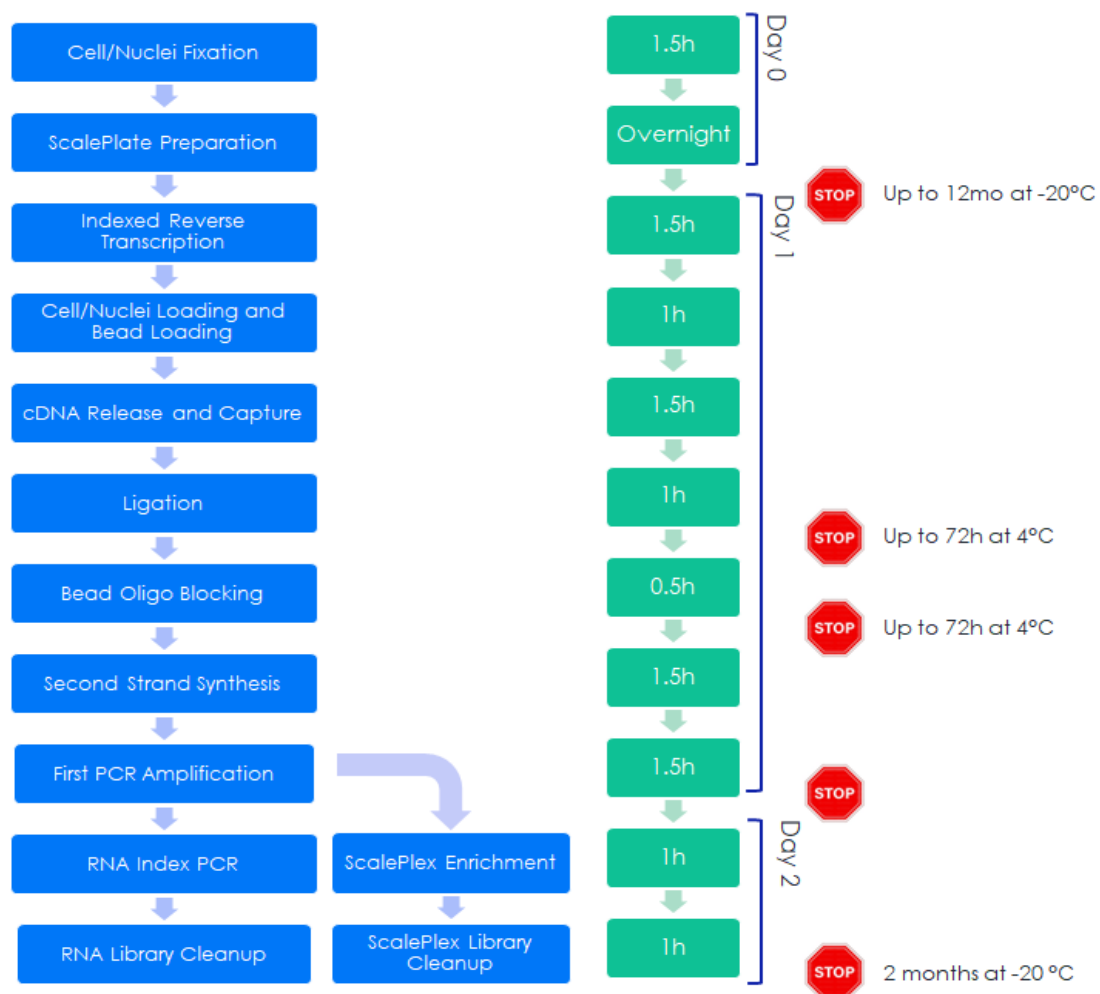 Cell/Nuclei Fixation
ScalePlate Preparation
Indexed Reverse
Transcription
Cell/Nuclei Loading and
Bead Loading
cDNA Release and Capture
Ligation
Bead Oligo Blocking
Second Strand Synthesis
First PCR Amplification
RNA Index PCR
RNA Library Cleanup
ScalePlex Enrichment
ScalePlex Library
Cleanup
1.5h
Overnight
1.5h
1h
1.5h
1h
0.5h
1.5h
1.5h
1h
1h
Day 0
Day 1
Day 2
STOP
Up to 12mo at -20°C
STOP
Up to 72h at 4°C
STOP
Up to 72h at 4°C
STOP
STOP
2 months at -20 °C